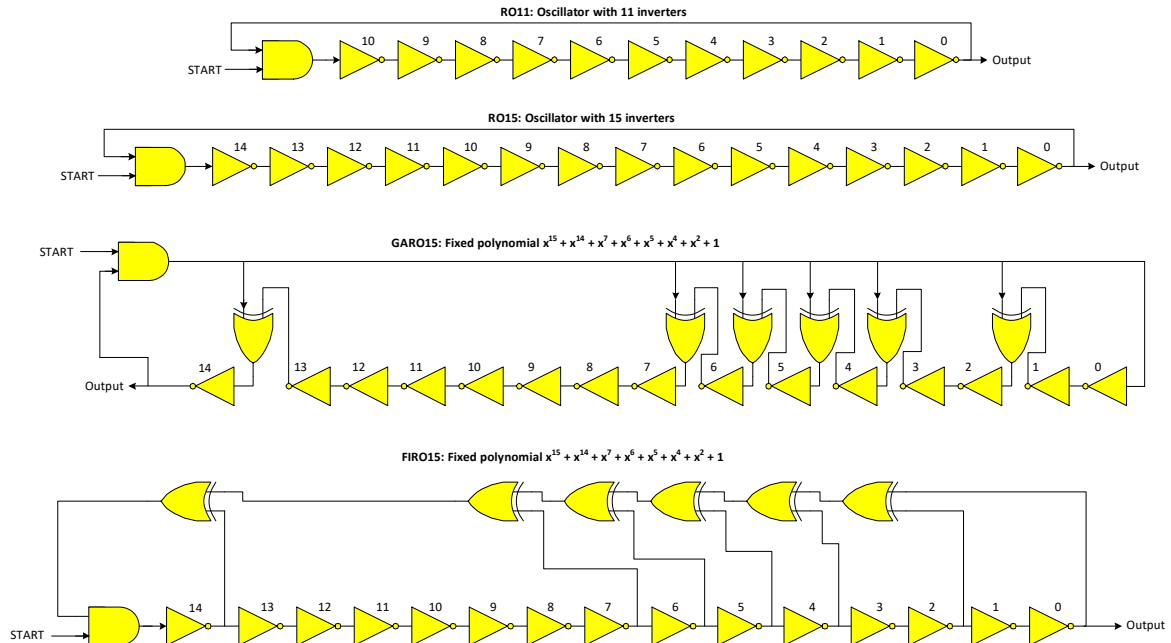 RO11: Oscillator with 11 inverters
10 9 8 7 6 5 4 3 2 1 0
START
Output
RO15: Oscillator with 15 inverters
14 13 12 11 10 9 8 7 6 5 4 3 2 1 0
START
Output
GARO15: Fixed polynomial x¹⁵ + x¹⁴ + x⁷ + x⁶ + x⁵ + x⁴ + x² + 1
START
14 13 12 11 10 9 8 7 6 5 4 3 2 1 0
Output
FIRO15: Fixed polynomial x¹⁵ + x¹⁴ + x⁷ + x⁶ + x⁵ + x⁴ + x² + 1
14 13 12 11 10 9 8 7 6 5 4 3 2 1 0
START
Output